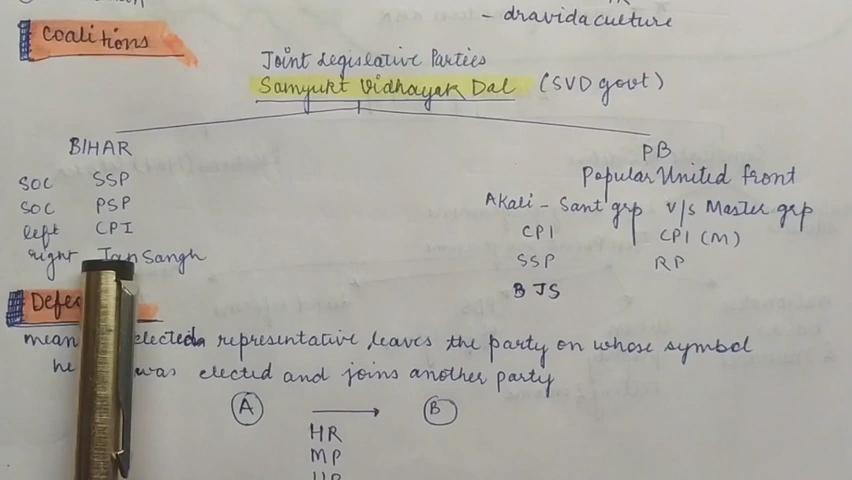 - dravida culture
Coalitions
Joint Legislative Parties
Samyukt Vidhayak Dal (SVD govt)
BIHAR
SOC SSP
SOC PSP
left CPI
right Jan Sangh
PB
Popular United front
Akali - Sant grp v/s Master grp
CPI CPI (M)
SSP RP
BJS
mean elected representative leaves the party on whose symbol
he was elected and joins another party
A → B
HR
MP
UP